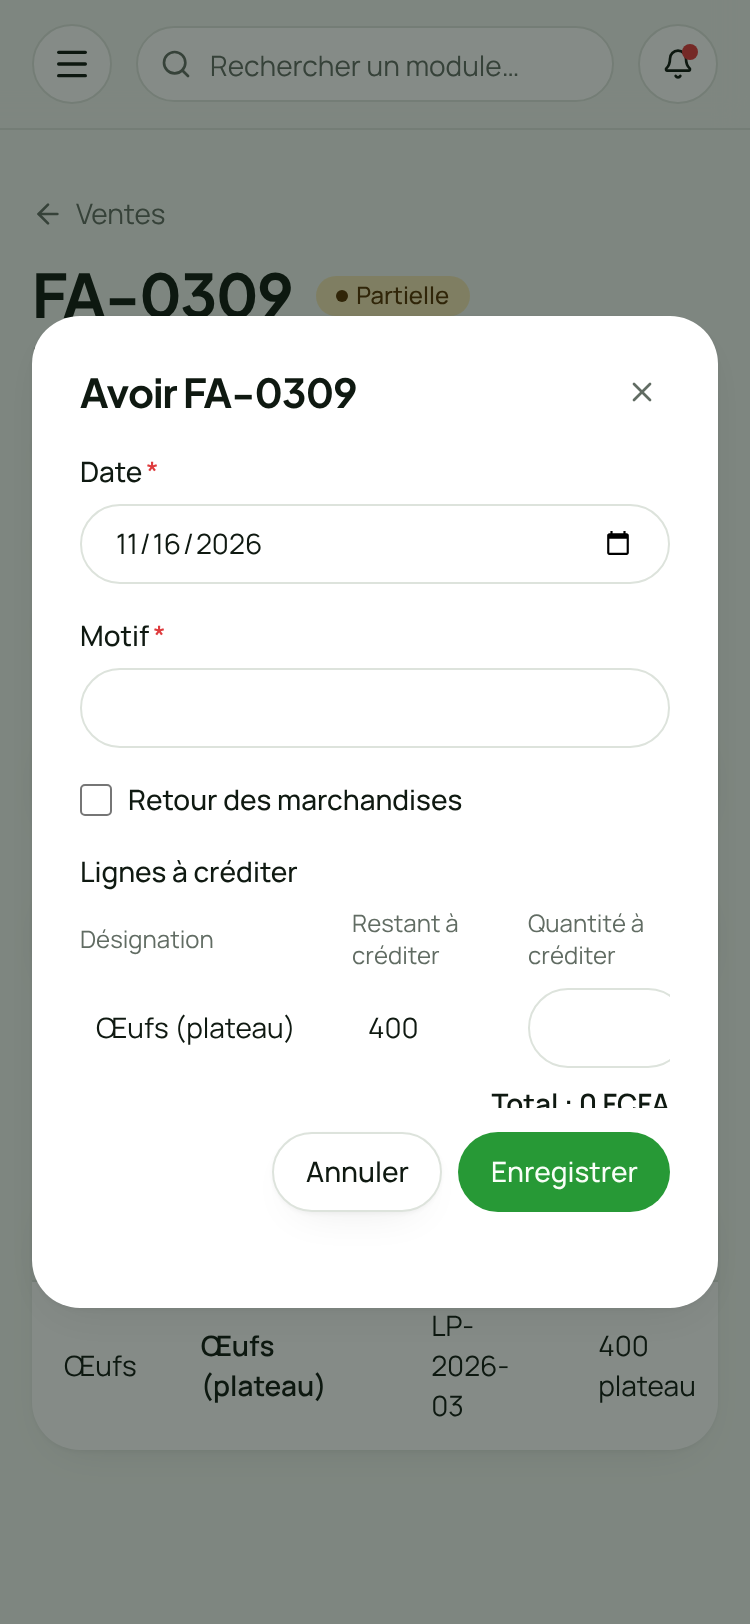 Rechercher un module...
Ventes
FA-0309
Partielle
Avoir FA-0309
Date *
11/16/2026
Motif *
Retour des marchandises
Lignes à créditer
Désignation
Restant à
créditer
Quantité à
créditer
Œufs (plateau)
400
Total : 0 FCFA
Annuler
Enregistrer
Œufs
Œufs
(plateau)
LP-
2026-
03
400
plateau